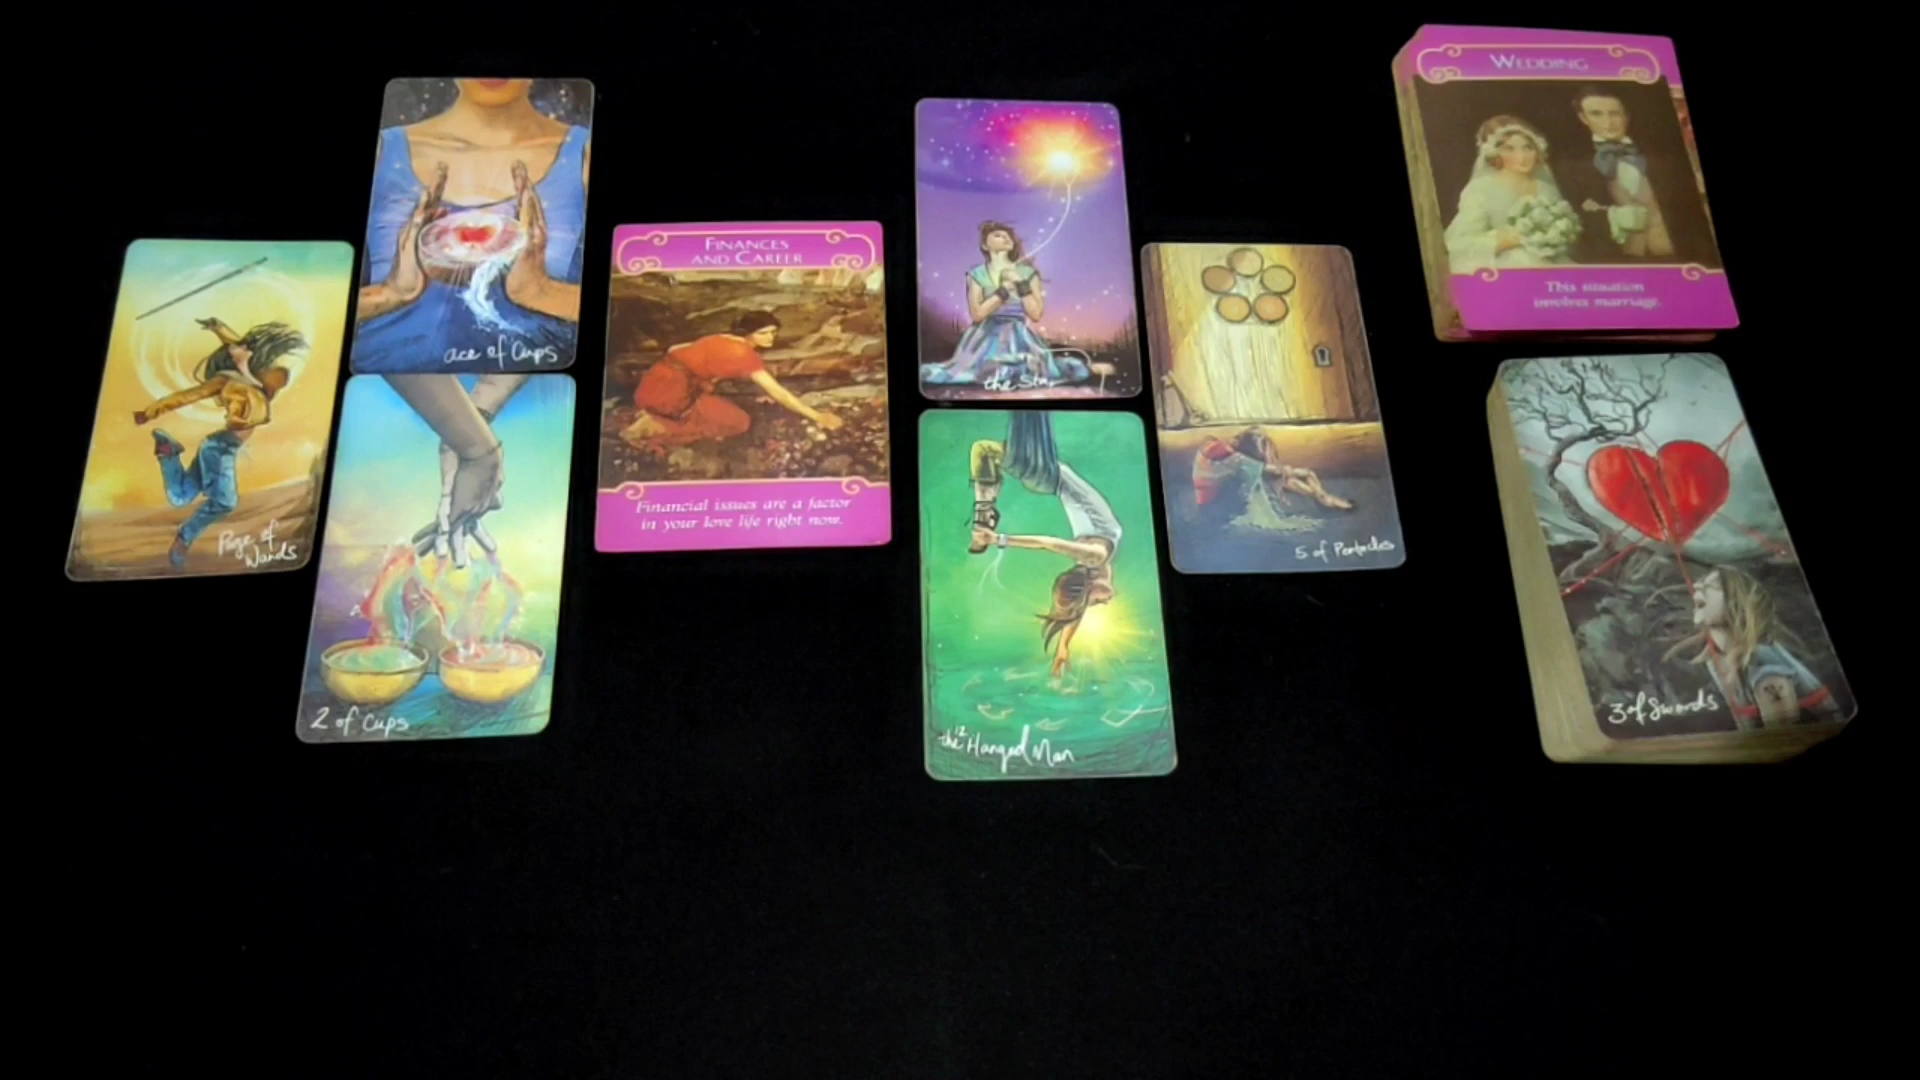 ace of Cups
Page of
Wands
2 of cups
FINANCES
AND CAREER
Financial issues are a factor
in your love life right now.
the Star
the 12 Hanged Man
5 of Pentacles
WEDDING
This situation
involves marriage.
3 of Swords